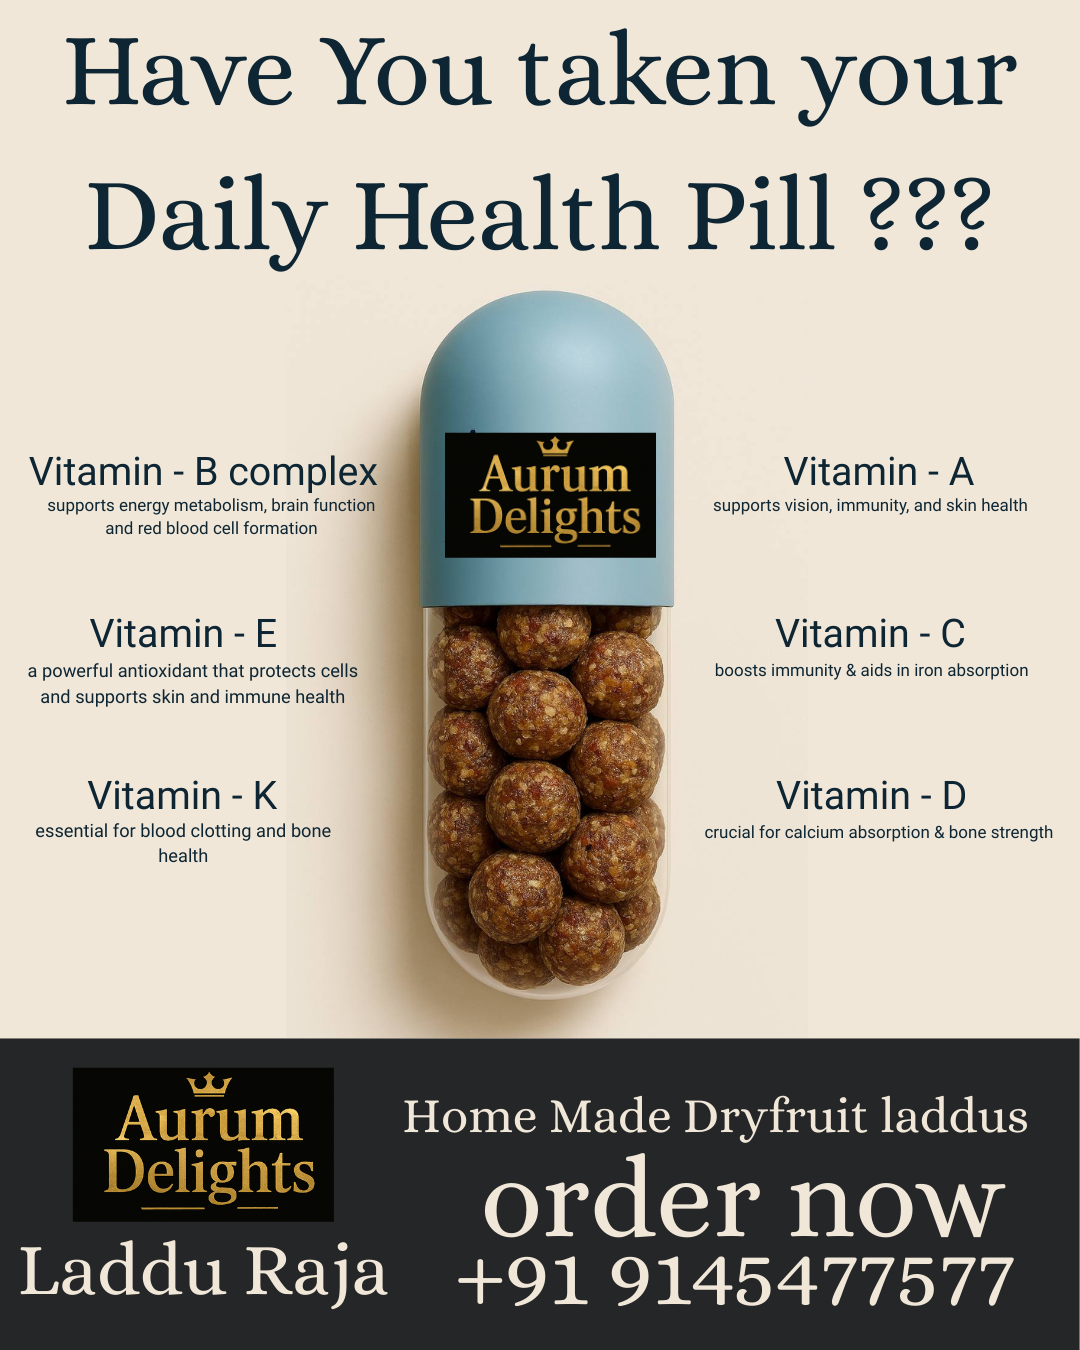 Have You taken your
Daily Health Pill ???
Aurum
Delights
Vitamin - B complex
supports energy metabolism, brain function
and red blood cell formation
Vitamin - A
supports vision, immunity, and skin health
Vitamin - E
a powerful antioxidant that protects cells
and supports skin and immune health
Vitamin - C
boosts immunity & aids in iron absorption
Vitamin - K
essential for blood clotting and bone
health
Vitamin - D
crucial for calcium absorption & bone strength
Aurum
Delights
Laddu Raja
Home Made Dryfruit laddus
order now
+91 9145477577